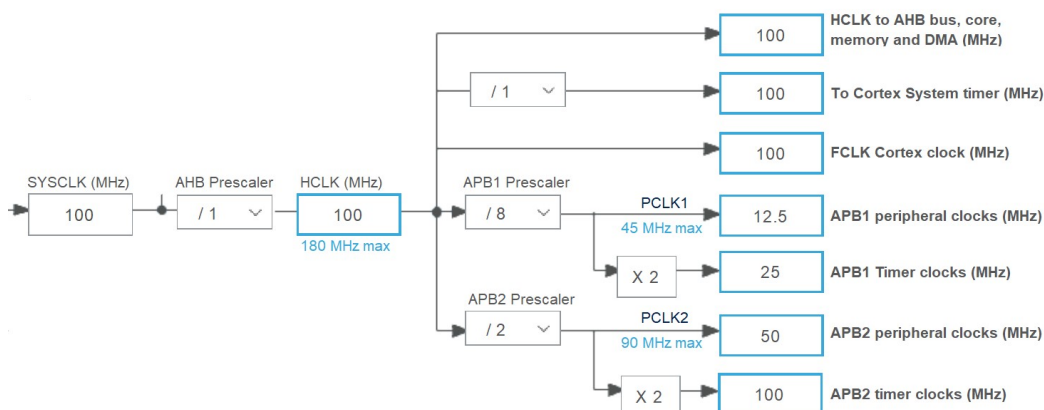 100
HCLK to AHB bus, core,
memory and DMA (MHz)
/ 1
100
To Cortex System timer (MHz)
100
FCLK Cortex clock (MHz)
SYSCLK (MHz)
AHB Prescaler
HCLK (MHz)
APB1 Prescaler
100
/ 1
100
180 MHz max
/ 8
PCLK1
45 MHz max
12.5
APB1 peripheral clocks (MHz)
X 2
25
APB1 Timer clocks (MHz)
APB2 Prescaler
/ 2
PCLK2
90 MHz max
50
APB2 peripheral clocks (MHz)
X 2
100
APB2 timer clocks (MHz)